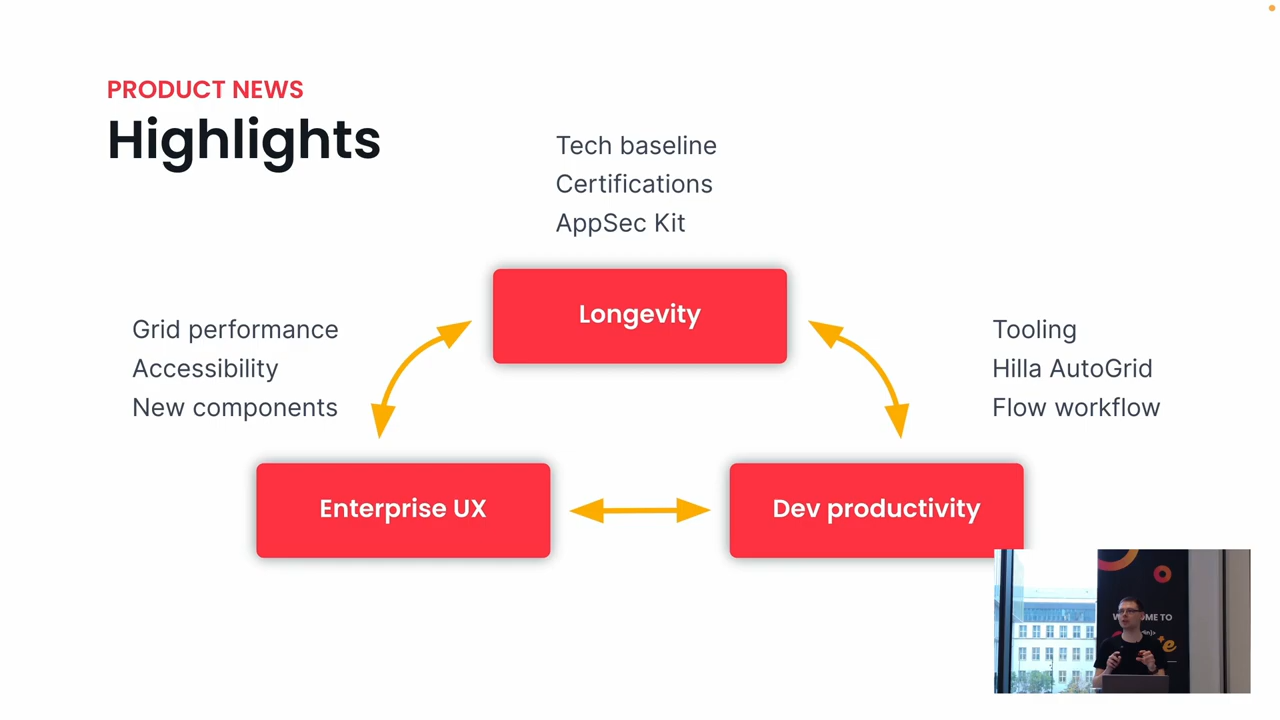 PRODUCT NEWS
Highlights
Tech baseline
Certifications
AppSec Kit
Longevity
Grid performance
Accessibility
New components
Tooling
Hilla AutoGrid
Flow workflow
Enterprise UX
Dev productivity
TO